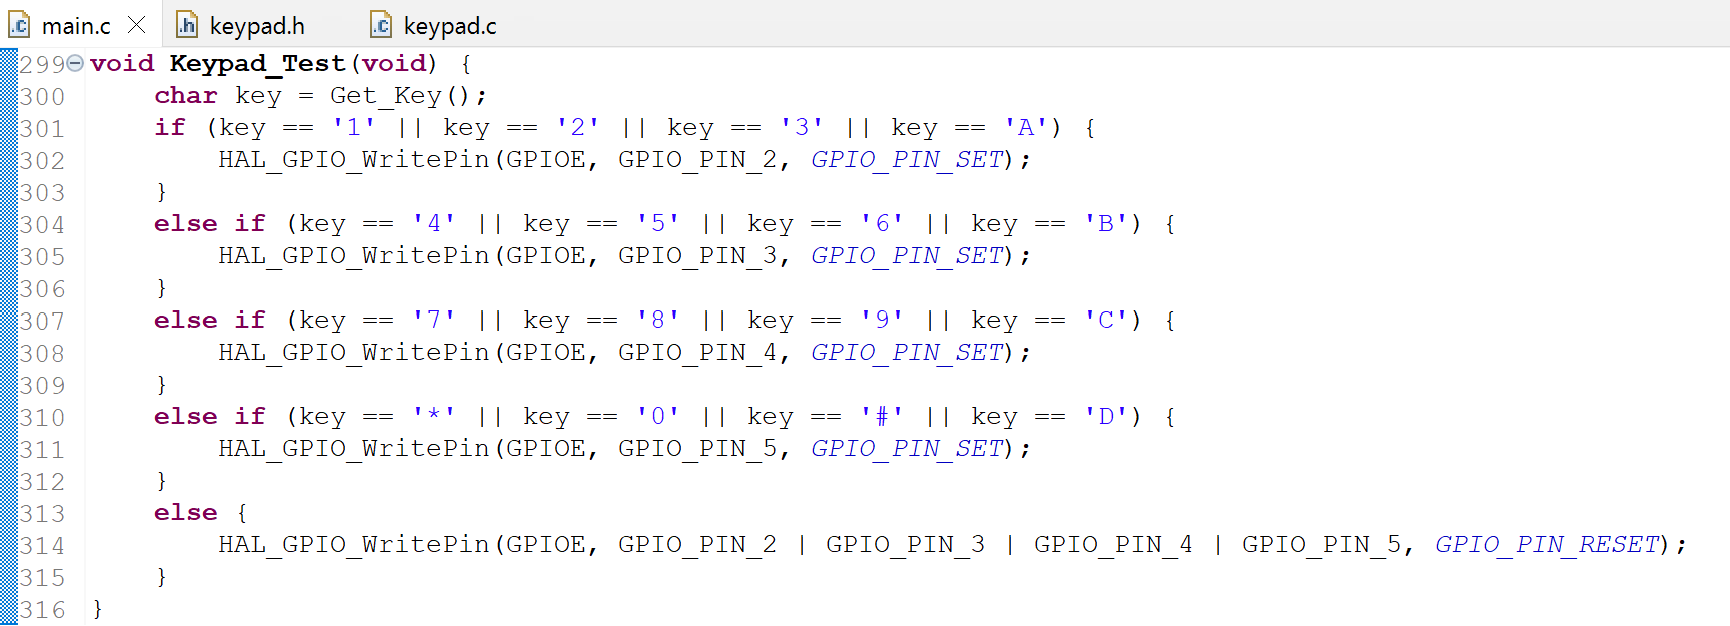 main.c keypad.h keypad.c
299 void Keypad_Test(void) {
300     char key = Get_Key();
301     if (key == '1' || key == '2' || key == '3' || key == 'A') {
302         HAL_GPIO_WritePin(GPIOE, GPIO_PIN_2, GPIO_PIN_SET);
303     }
304     else if (key == '4' || key == '5' || key == '6' || key == 'B') {
305         HAL_GPIO_WritePin(GPIOE, GPIO_PIN_3, GPIO_PIN_SET);
306     }
307     else if (key == '7' || key == '8' || key == '9' || key == 'C') {
308         HAL_GPIO_WritePin(GPIOE, GPIO_PIN_4, GPIO_PIN_SET);
309     }
310     else if (key == '*' || key == '0' || key == '#' || key == 'D') {
311         HAL_GPIO_WritePin(GPIOE, GPIO_PIN_5, GPIO_PIN_SET);
312     }
313     else {
314         HAL_GPIO_WritePin(GPIOE, GPIO_PIN_2 | GPIO_PIN_3 | GPIO_PIN_4 | GPIO_PIN_5, GPIO_PIN_RESET);
315     }
316 }